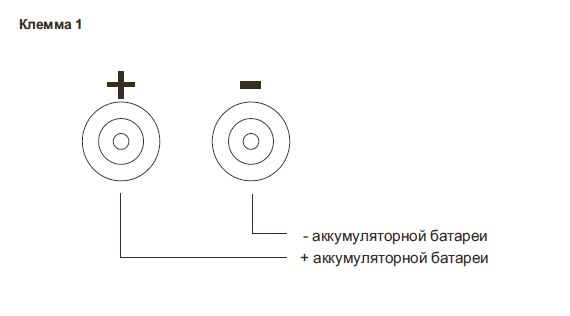 Клемма 1
+ -
- аккумуляторной батареи
+ аккумуляторной батареи